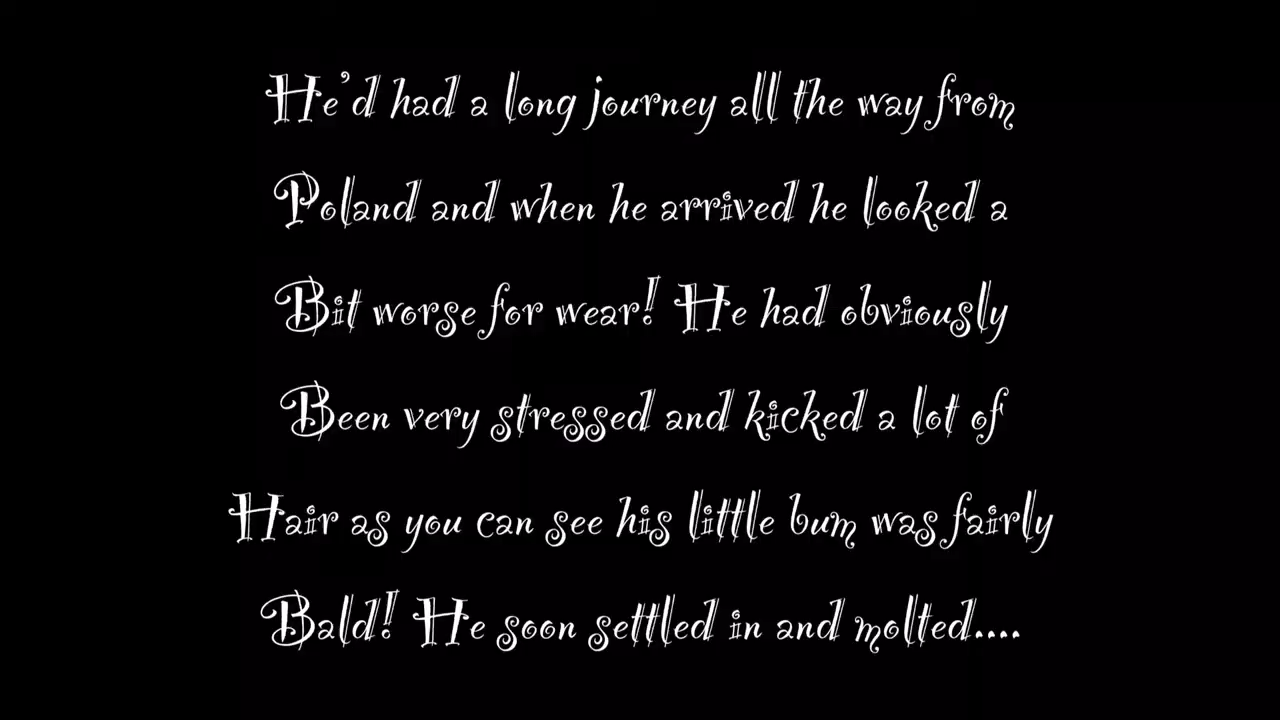 He'd had a long journey all the way from
Poland and when he arrived he looked a
Bit worse for wear! He had obviously
Been very stressed and kicked a lot of
Hair as you can see his little bum was fairly
Bald! He soon settled in and molted....